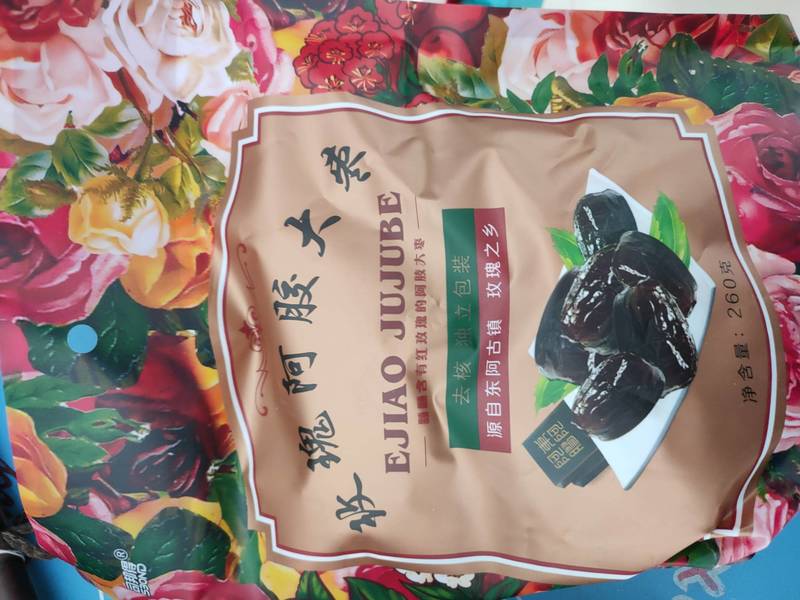 玫瑰阿胶大枣
EJIAO JUJUBE
含有红玫瑰的阿胶大枣
去核 独立包装
源自东阿古镇 玫瑰之乡
净含量：260克